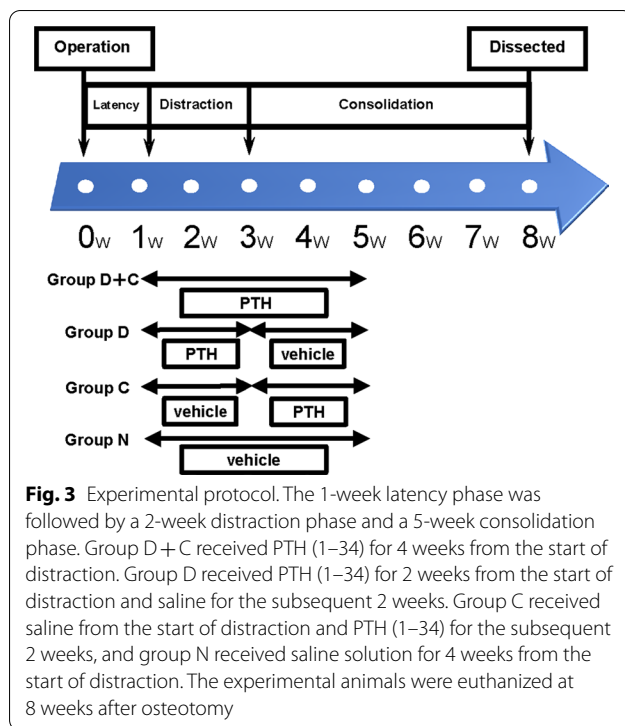 Operation Dissected
Latency Distraction Consolidation
0w 1w 2w 3w 4w 5w 6w 7w 8w
Group D+C
PTH
Group D
PTH vehicle
Group C
vehicle PTH
Group N
vehicle
Fig. 3 Experimental protocol. The 1-week latency phase was
followed by a 2-week distraction phase and a 5-week consolidation
phase. Group D + C received PTH (1–34) for 4 weeks from the start of
distraction. Group D received PTH (1–34) for 2 weeks from the start of
distraction and saline for the subsequent 2 weeks. Group C received
saline from the start of distraction and PTH (1–34) for the subsequent
2 weeks, and group N received saline solution for 4 weeks from the
start of distraction. The experimental animals were euthanized at
8 weeks after osteotomy